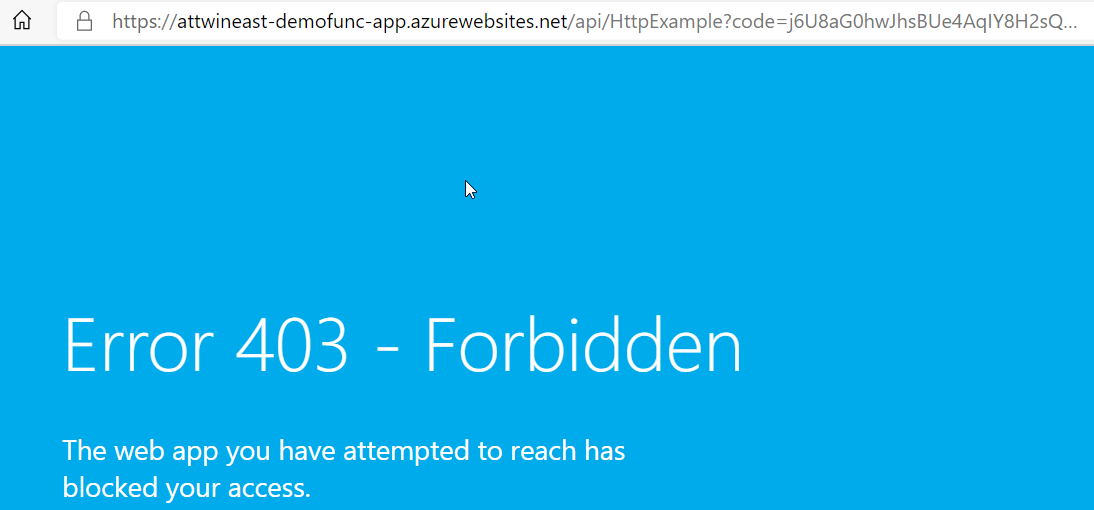 https://attwineast-demofunc-app.azurewebsites.net/api/HttpExample?code=j6U8aG0hwJhsBUe4AqIY8H2sQ...
Error 403 - Forbidden
The web app you have attempted to reach has
blocked your access.